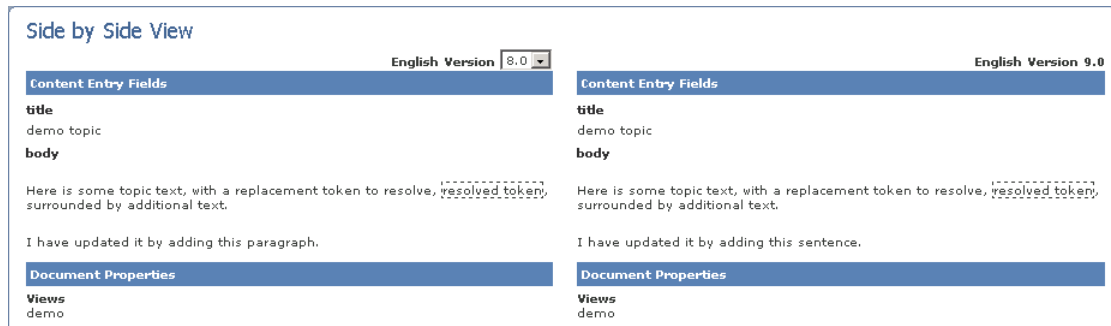 Side by Side View
English Version 8.0
Content Entry Fields
title
demo topic
body
Here is some topic text, with a replacement token to resolve, resolved token,
surrounded by additional text.
I have updated it by adding this paragraph.
Document Properties
Views
demo
English Version 9.0
Content Entry Fields
title
demo topic
body
Here is some topic text, with a replacement token to resolve, resolved token,
surrounded by additional text.
I have updated it by adding this sentence.
Document Properties
Views
demo